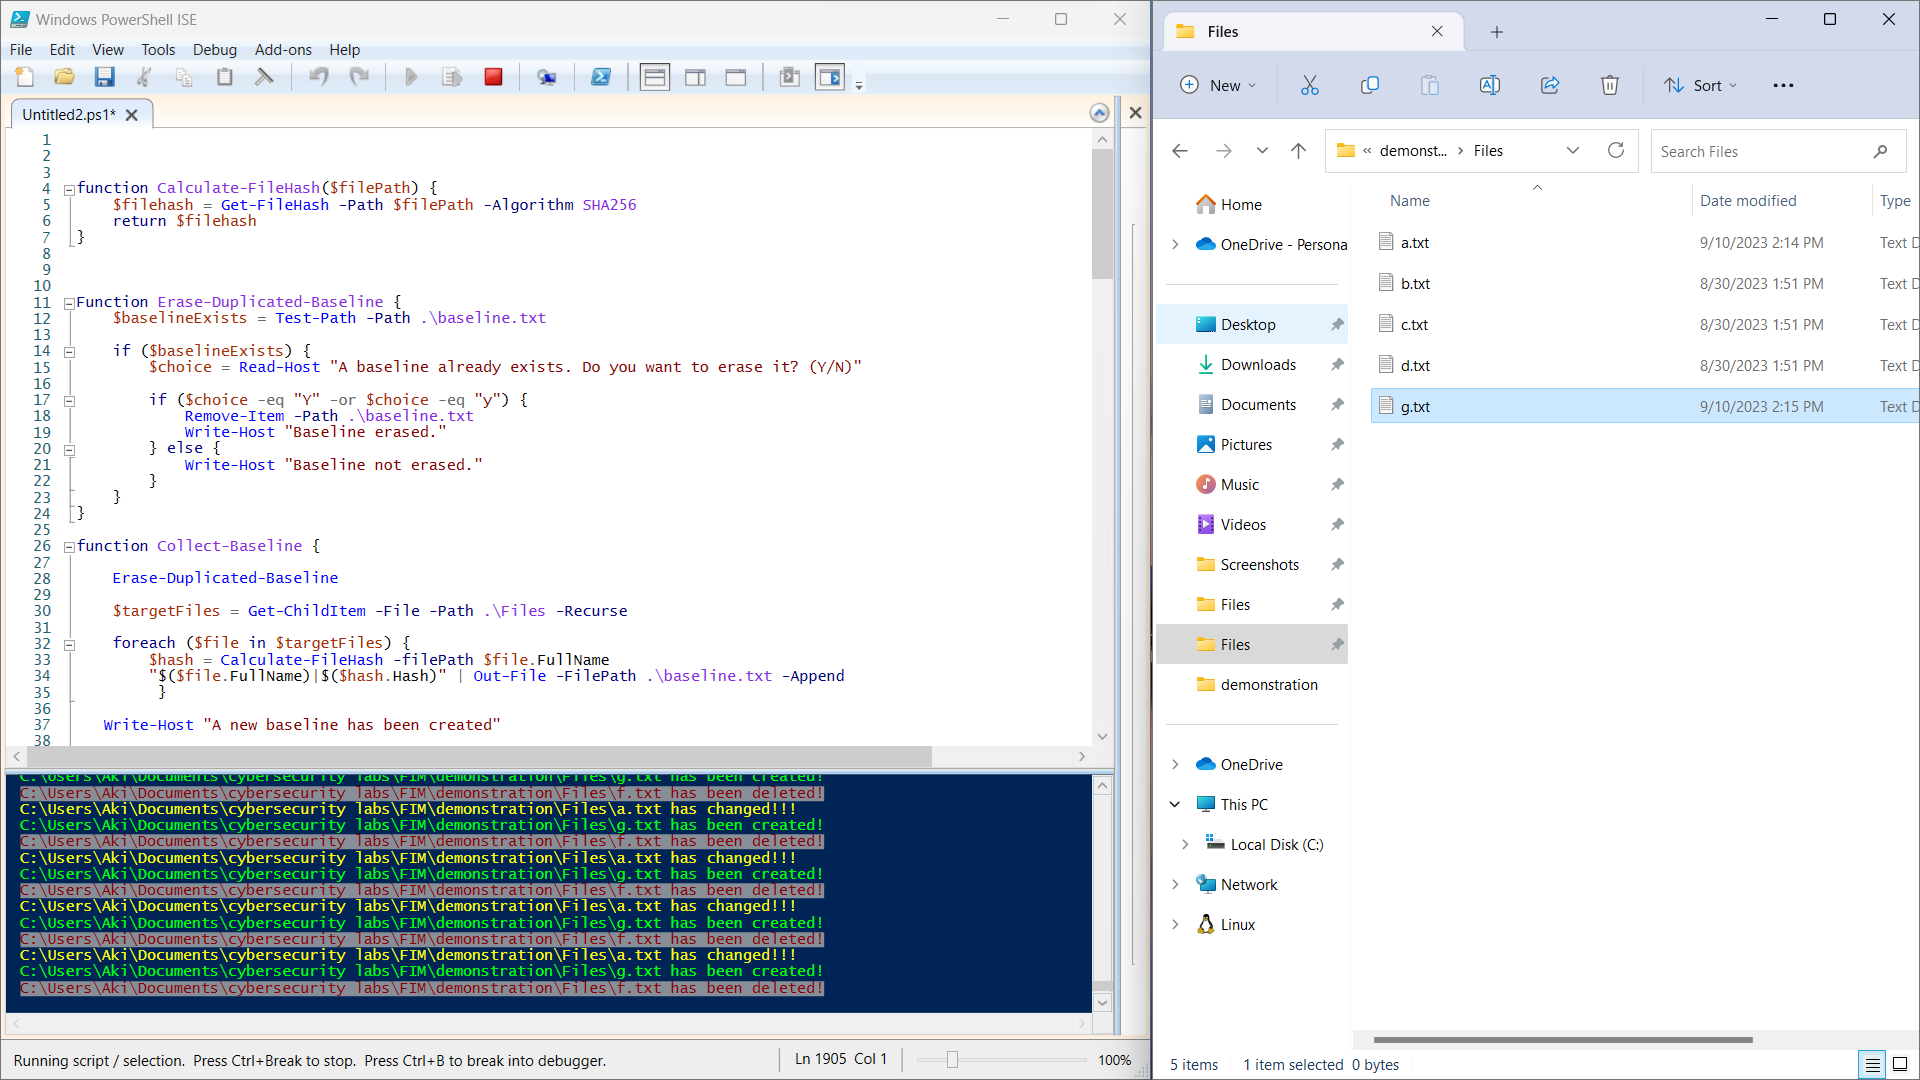 Windows PowerShell ISE
File Edit View Tools Debug Add-ons Help
Untitled2.ps1*
1
2
3
4 function Calculate-FileHash($filePath) {
5 $filehash = Get-FileHash -Path $filePath -Algorithm SHA256
6 return $filehash
7 }
8
9
10
11 Function Erase-Duplicated-Baseline {
12 $baselineExists = Test-Path -Path .\baseline.txt
13
14 if ($baselineExists) {
15 $choice = Read-Host "A baseline already exists. Do you want to erase it? (Y/N)"
16
17 if ($choice -eq "Y" -or $choice -eq "y") {
18 Remove-Item -Path .\baseline.txt
19 Write-Host "Baseline erased."
20 } else {
21 Write-Host "Baseline not erased."
22 }
23 }
24 }
25
26 function Collect-Baseline {
27
28 Erase-Duplicated-Baseline
29
30 $targetFiles = Get-ChildItem -File -Path .\Files -Recurse
31
32 foreach ($file in $targetFiles) {
33 $hash = Calculate-FileHash -filePath $file.FullName
34 "$($file.FullName)|$($hash.Hash)" | Out-File -FilePath .\baseline.txt -Append
35 }
36
37 Write-Host "A new baseline has been created"
38
C:\Users\Aki\Documents\cybersecurity labs\FIM\demonstration\Files\g.txt has been created!
C:\Users\Aki\Documents\cybersecurity labs\FIM\demonstration\Files\f.txt has been deleted!
C:\Users\Aki\Documents\cybersecurity labs\FIM\demonstration\Files\a.txt has changed!!!
C:\Users\Aki\Documents\cybersecurity labs\FIM\demonstration\Files\g.txt has been created!
C:\Users\Aki\Documents\cybersecurity labs\FIM\demonstration\Files\f.txt has been deleted!
C:\Users\Aki\Documents\cybersecurity labs\FIM\demonstration\Files\a.txt has changed!!!
C:\Users\Aki\Documents\cybersecurity labs\FIM\demonstration\Files\g.txt has been created!
C:\Users\Aki\Documents\cybersecurity labs\FIM\demonstration\Files\f.txt has been deleted!
C:\Users\Aki\Documents\cybersecurity labs\FIM\demonstration\Files\a.txt has changed!!!
C:\Users\Aki\Documents\cybersecurity labs\FIM\demonstration\Files\g.txt has been created!
C:\Users\Aki\Documents\cybersecurity labs\FIM\demonstration\Files\f.txt has been deleted!
C:\Users\Aki\Documents\cybersecurity labs\FIM\demonstration\Files\a.txt has changed!!!
C:\Users\Aki\Documents\cybersecurity labs\FIM\demonstration\Files\g.txt has been created!
C:\Users\Aki\Documents\cybersecurity labs\FIM\demonstration\Files\f.txt has been deleted!
Running script / selection. Press Ctrl+Break to stop. Press Ctrl+B to break into debugger.
Ln 1905 Col 1
100%
Files
New
Sort
« demonst... > Files
Search Files
Home
OneDrive - Persona
Desktop
Downloads
Documents
Pictures
Music
Videos
Screenshots
Files
Files
demonstration
OneDrive
This PC
Local Disk (C:)
Network
Linux
Name Date modified Type
a.txt 9/10/2023 2:14 PM Text D
b.txt 8/30/2023 1:51 PM Text D
c.txt 8/30/2023 1:51 PM Text D
d.txt 8/30/2023 1:51 PM Text D
g.txt 9/10/2023 2:15 PM Text D
5 items 1 item selected 0 bytes